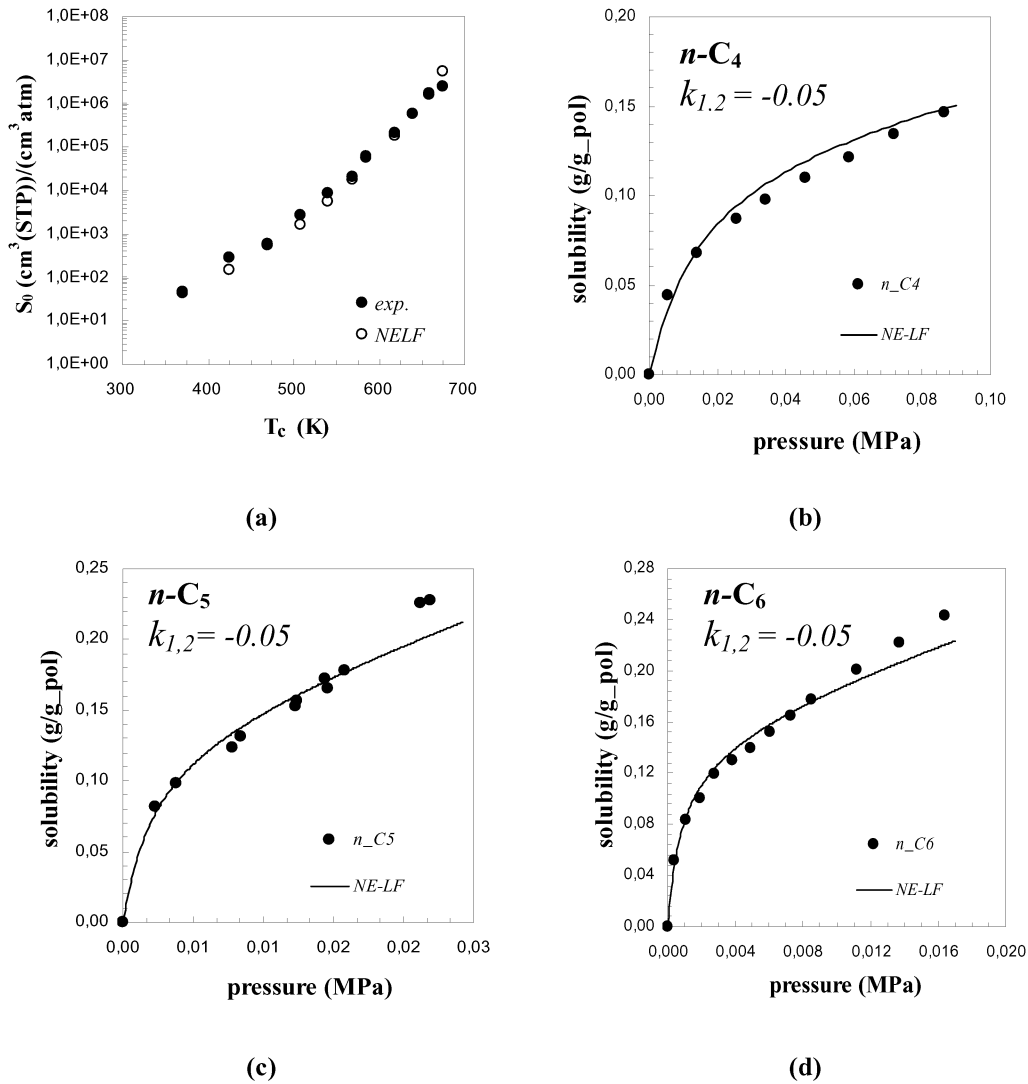 1,0E+08
1,0E+07
1,0E+06
1,0E+05
1,0E+04
1,0E+03
1,0E+02
1,0E+01
1,0E+00
S₀ (cm³(STP))/(cm³ atm)
exp.
NELF
300 400 500 600 700
T_c (K)
(a)
n-C₄
k₁.₂ = -0.05
0,20
0,15
0,10
0,05
0,00
solubility (g/g_pol)
n_C4
NE-LF
0,00 0,02 0,04 0,06 0,08 0,10
pressure (MPa)
(b)
n-C₅
k₁,₂= -0.05
0,25
0,20
0,15
0,10
0,05
0,00
solubility (g/g_pol)
n_C5
NE-LF
0,00 0,01 0,01 0,02 0,02 0,03
pressure (MPa)
(c)
n-C₆
k₁,₂ = -0.05
0,28
0,24
0,20
0,16
0,12
0,08
0,04
0,00
solubility (g/g_pol)
n_C6
NE-LF
0,000 0,004 0,008 0,012 0,016 0,020
pressure (MPa)
(d)